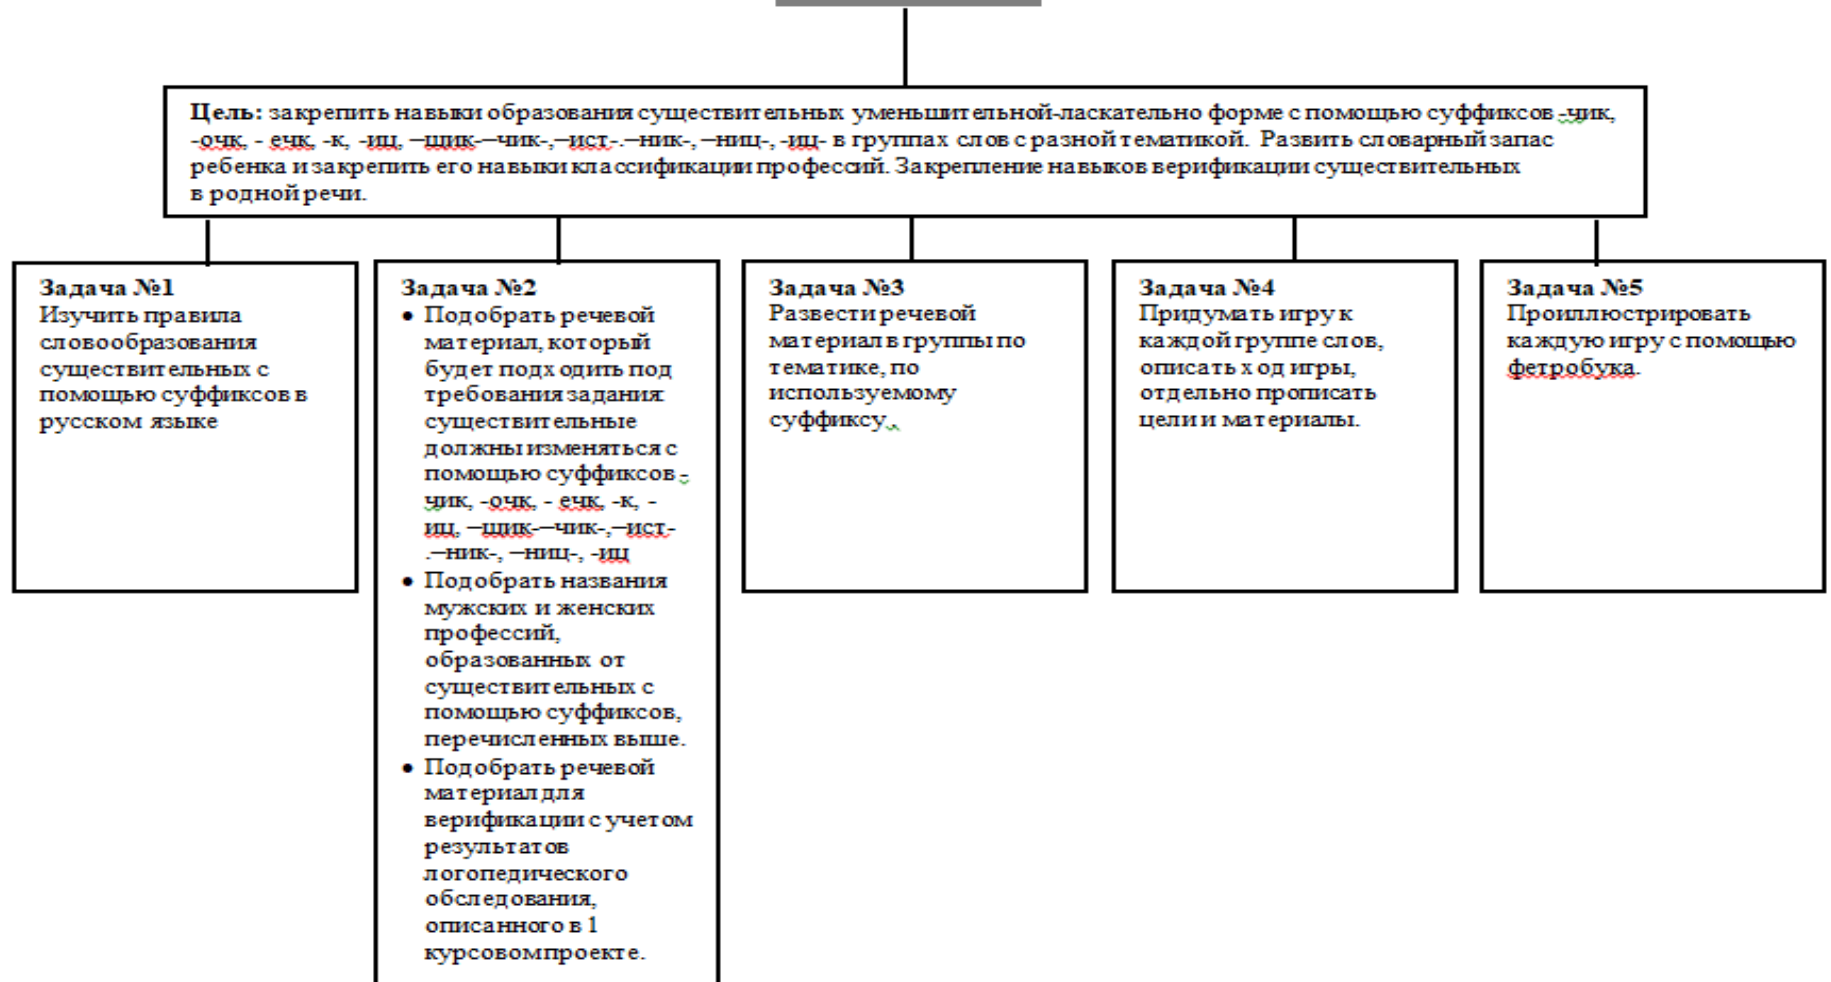 Цель: закрепить навыки образования существительных уменьшительной-ласкательно форме с помощью суффиксов -чик,
-очк, - ечк, -к, -иц, –щик-–чик-,–ист-.–ник-, –ниц-, -иц- в группах слов с разной тематикой. Развить словарный запас
ребенка и закрепить его навыки классификации профессий. Закрепление навыков верификации существительных
в родной речи.
Задача №1
Изучить правила
словообразования
существительных с
помощью суффиксов в
русском языке
Задача №2
• Подобрать речевой
материал, который
будет подходить под
требования задания:
существительные
должны изменяться с
помощью суффиксов -
чик, -очк, - ечк, -к, -
иц, –щик-–чик-,–ист-
.–ник-, –ниц-, -иц
• Подобрать названия
мужских и женских
профессий,
образованных от
существительных с
помощью суффиксов,
перечисленных выше.
• Подобрать речевой
материал для
верификации с учетом
результатов
логопедического
обследования,
описанного в 1
курсовом проекте.
Задача №3
Развести речевой
материал в группы по
тематике, по
используемому
суффиксу .
Задача №4
Придумать игру к
каждой группе слов,
описать ход игры,
отдельно прописать
цели и материалы.
Задача №5
Проиллюстрировать
каждую игру с помощью
фетробука.